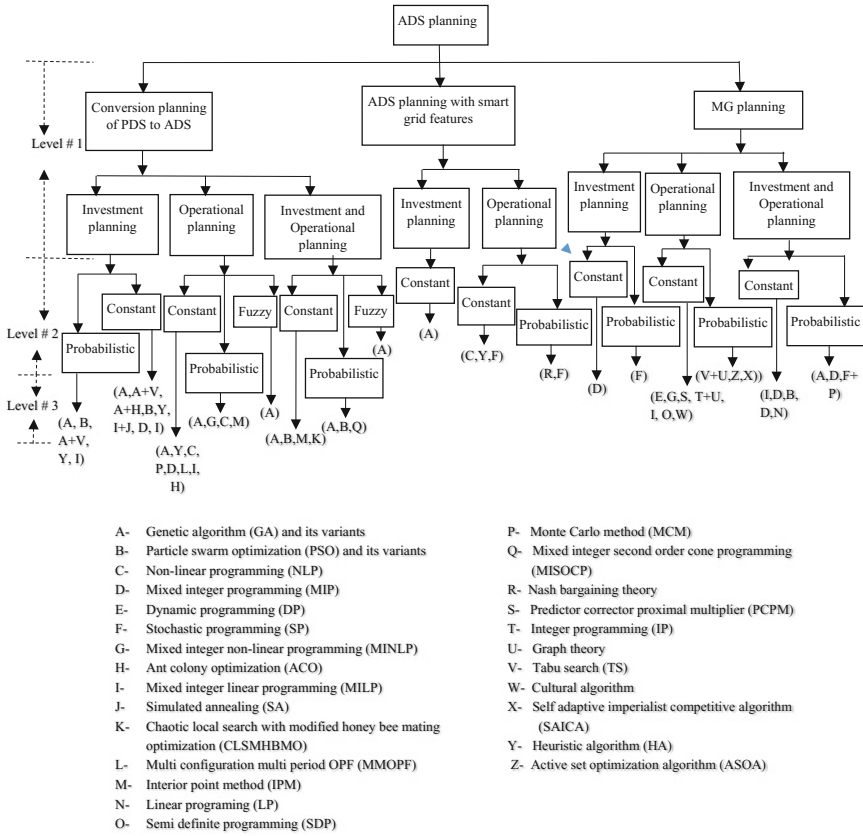 ADS planning
Conversion planning
of PDS to ADS
ADS planning with smart
grid features
MG planning
Level # 1
Investment
planning
Operational
planning
Investment and
Operational
planning
Investment
planning
Operational
planning
Investment
planning
Operational
planning
Investment and
Operational
planning
Level # 2
Probabilistic
Constant
Constant
Probabilistic
Fuzzy
Constant
Probabilistic
Fuzzy
Constant
Constant
Probabilistic
Constant
Probabilistic
Constant
Probabilistic
Constant
Probabilistic
Level # 3
(A, B,
A+V,
Y, I)
(A,A+V,
A+H,B,Y,
I+J, D, I)
(A,Y,C,
P,D,L,I,
H)
(A,G,C,M)
(A)
(A,B,M,K)
(A,B,Q)
(A)
(A)
(C,Y,F)
(R,F)
(D)
(F)
(E,G,S, T+U,
I, O,W)
(V+U,Z,X))
(I,D,B,
D,N)
(A,D,F+
P)
A- Genetic algorithm (GA) and its variants
B- Particle swarm optimization (PSO) and its variants
C- Non-linear programming (NLP)
D- Mixed integer programming (MIP)
E- Dynamic programming (DP)
F- Stochastic programming (SP)
G- Mixed integer non-linear programming (MINLP)
H- Ant colony optimization (ACO)
I- Mixed integer linear programming (MILP)
J- Simulated annealing (SA)
K- Chaotic local search with modified honey bee mating
optimization (CLSMHBMO)
L- Multi configuration multi period OPF (MMOPF)
M- Interior point method (IPM)
N- Linear programing (LP)
O- Semi definite programming (SDP)
P- Monte Carlo method (MCM)
Q- Mixed integer second order cone programming
(MISOCP)
R- Nash bargaining theory
S- Predictor corrector proximal multiplier (PCPM)
T- Integer programming (IP)
U- Graph theory
V- Tabu search (TS)
W- Cultural algorithm
X- Self adaptive imperialist competitive algorithm
(SAICA)
Y- Heuristic algorithm (HA)
Z- Active set optimization algorithm (ASOA)